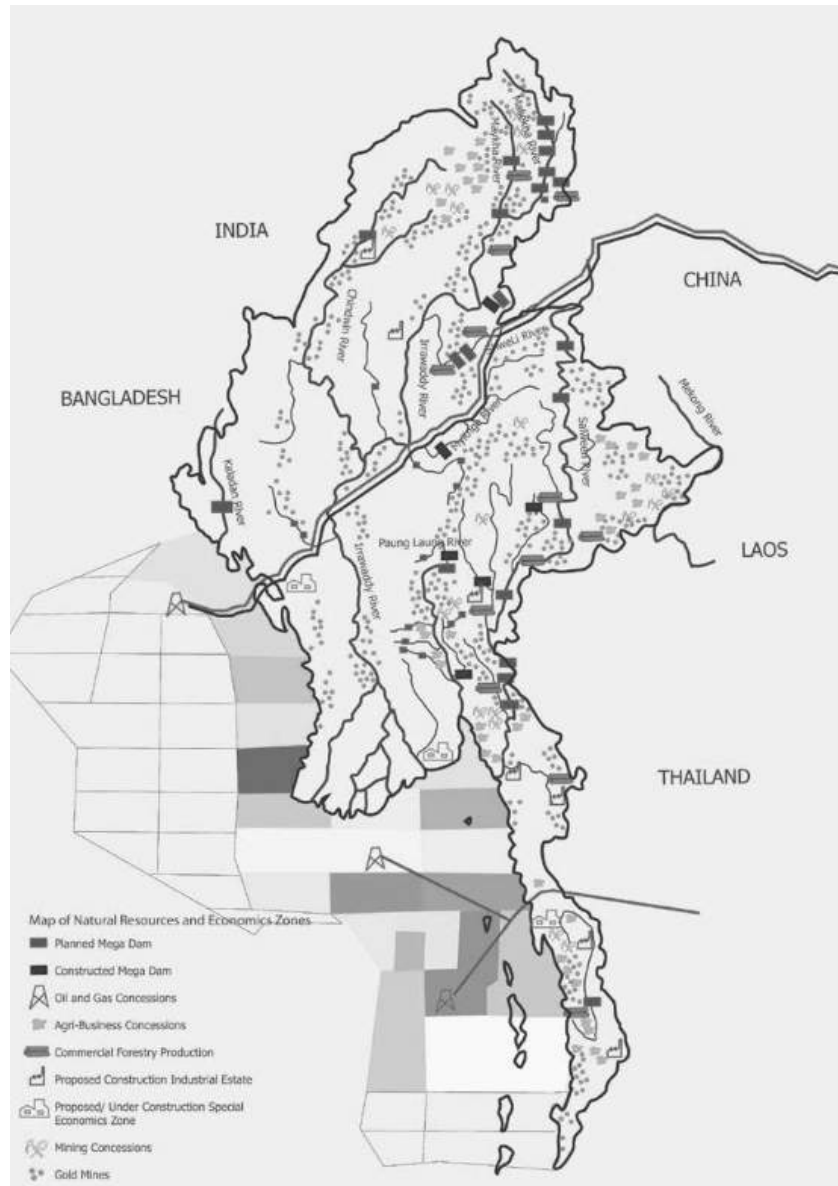 Malikha River
Maykha River
INDIA
CHINA
Chindwin River
Irrawaddy River
BANGLADESH
Mekong River
Salween River
Kaladan River
Paung Laung River
LAOS
Irrawaddy River
THAILAND
Map of Natural Resources and Economics Zones
Planned Mega Dam
Constructed Mega Dam
Oil and Gas Concessions
Agri-Business Concessions
Commercial Forestry Production
Proposed Construction Industrial Estate
Proposed/ Under Construction Special
Economics Zone
Mining Concessions
Gold Mines